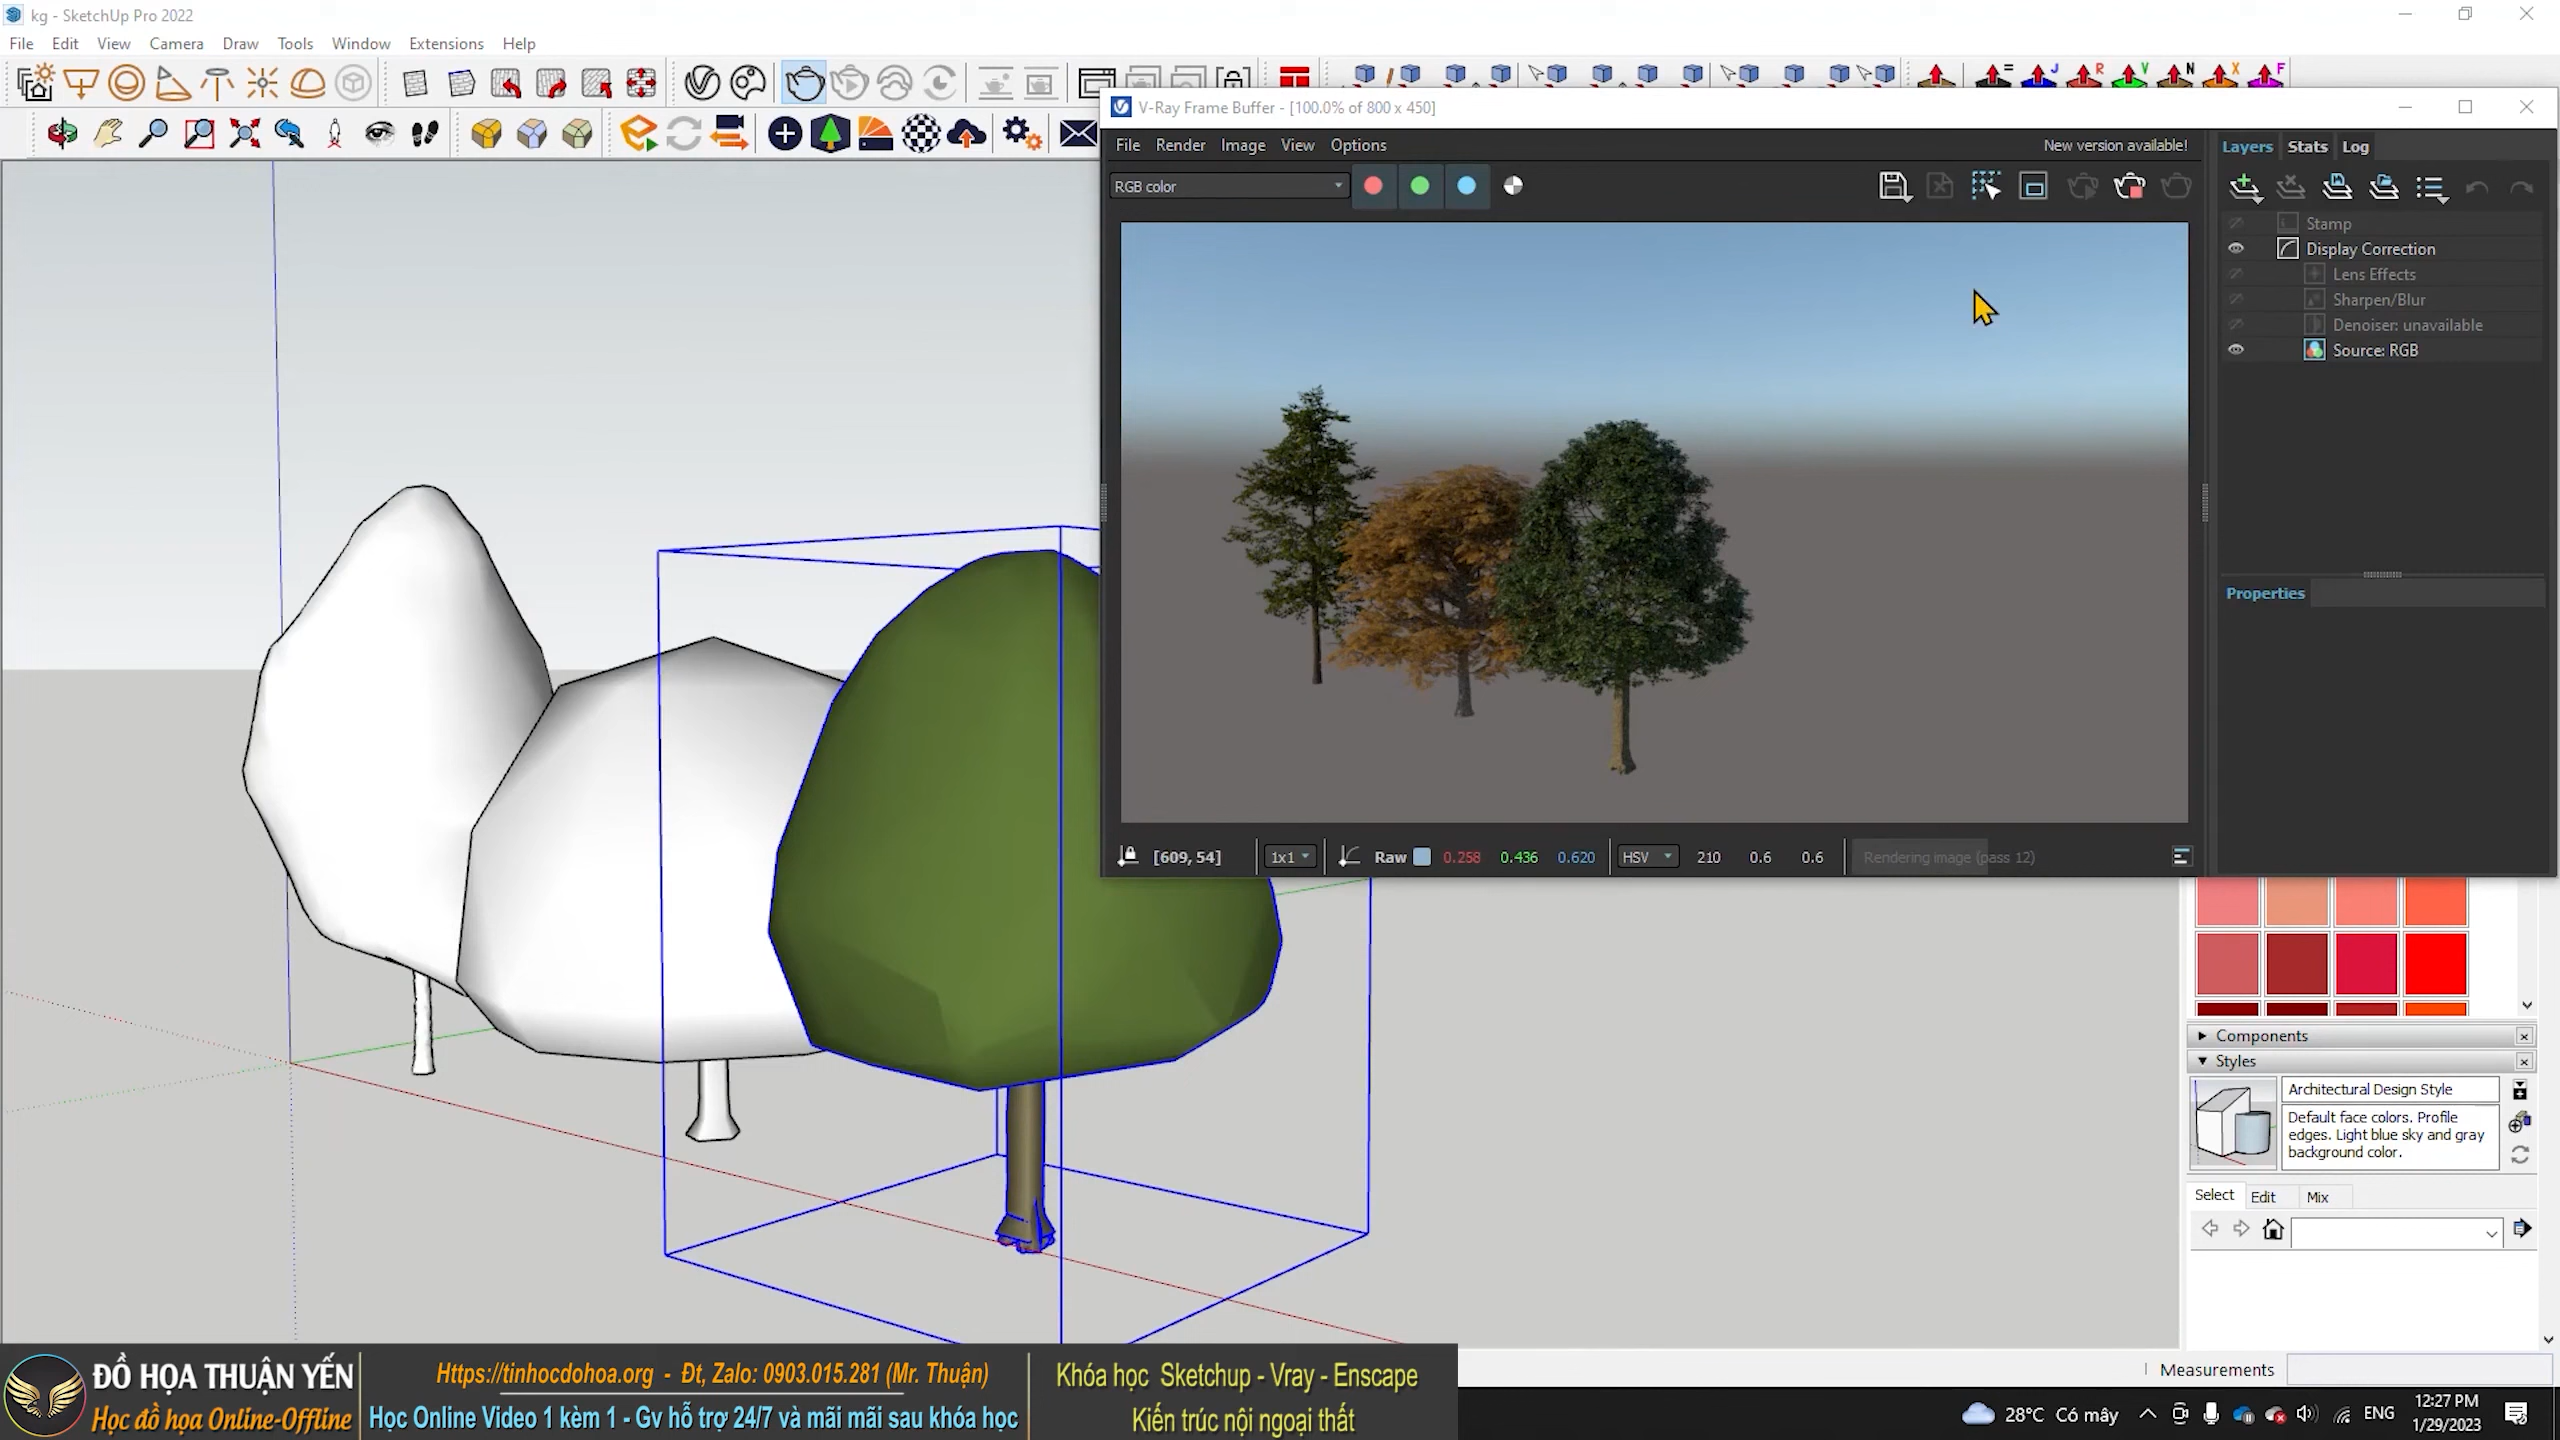 kg - SketchUp Pro 2022
File Edit View Camera Draw Tools Window Extensions Help
V-Ray Frame Buffer - [100.0% of 800 x 450]
File Render Image View Options
New version available!
Layers Stats Log
RGB color
Stamp
Display Correction
Lens Effects
Sharpen/Blur
Denoiser: unavailable
Source: RGB
Properties
[609, 54] 1x1 Raw 0.258 0.436 0.620 HSV 210 0.6 0.6 Rendering image (pass 12)
Components
Styles
Architectural Design Style
Default face colors. Profile
edges. Light blue sky and gray
background color.
Select Edit Mix
Measurements
ĐỒ HỌA THUẬN YẾN
Học đồ họa Online-Offline
Https://tinhocdohoa.org - Đt, Zalo: 0903.015.281 (Mr. Thuận)
Học Online Video 1 kèm 1 - Gv hỗ trợ 24/7 và mãi mãi sau khóa học
Khóa học Sketchup - Vray - Enscape
Kiến trúc nội ngoại thất
28°C Có mây
ENG
12:27 PM
1/29/2023